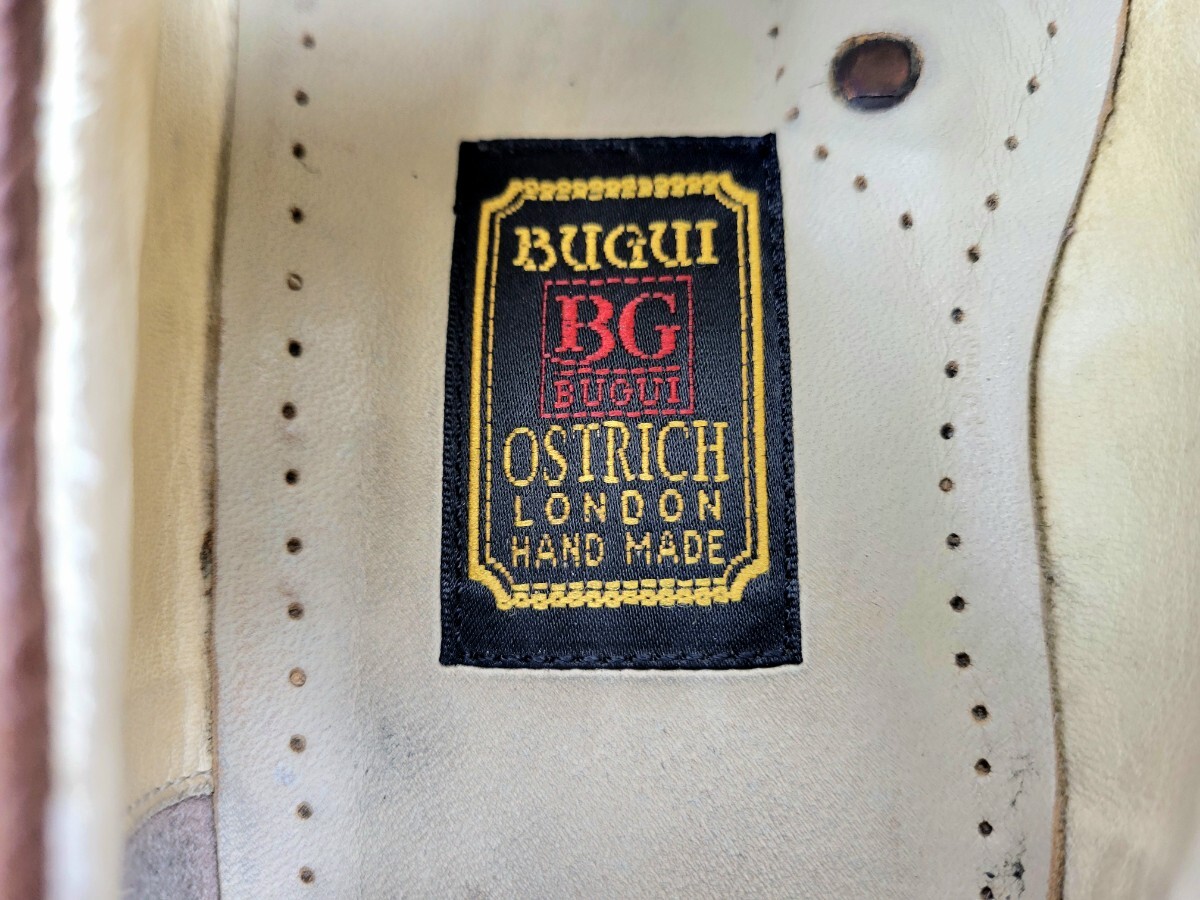 BUGUI
BG
BUGUI
OSTRICH
LONDON
HAND MADE